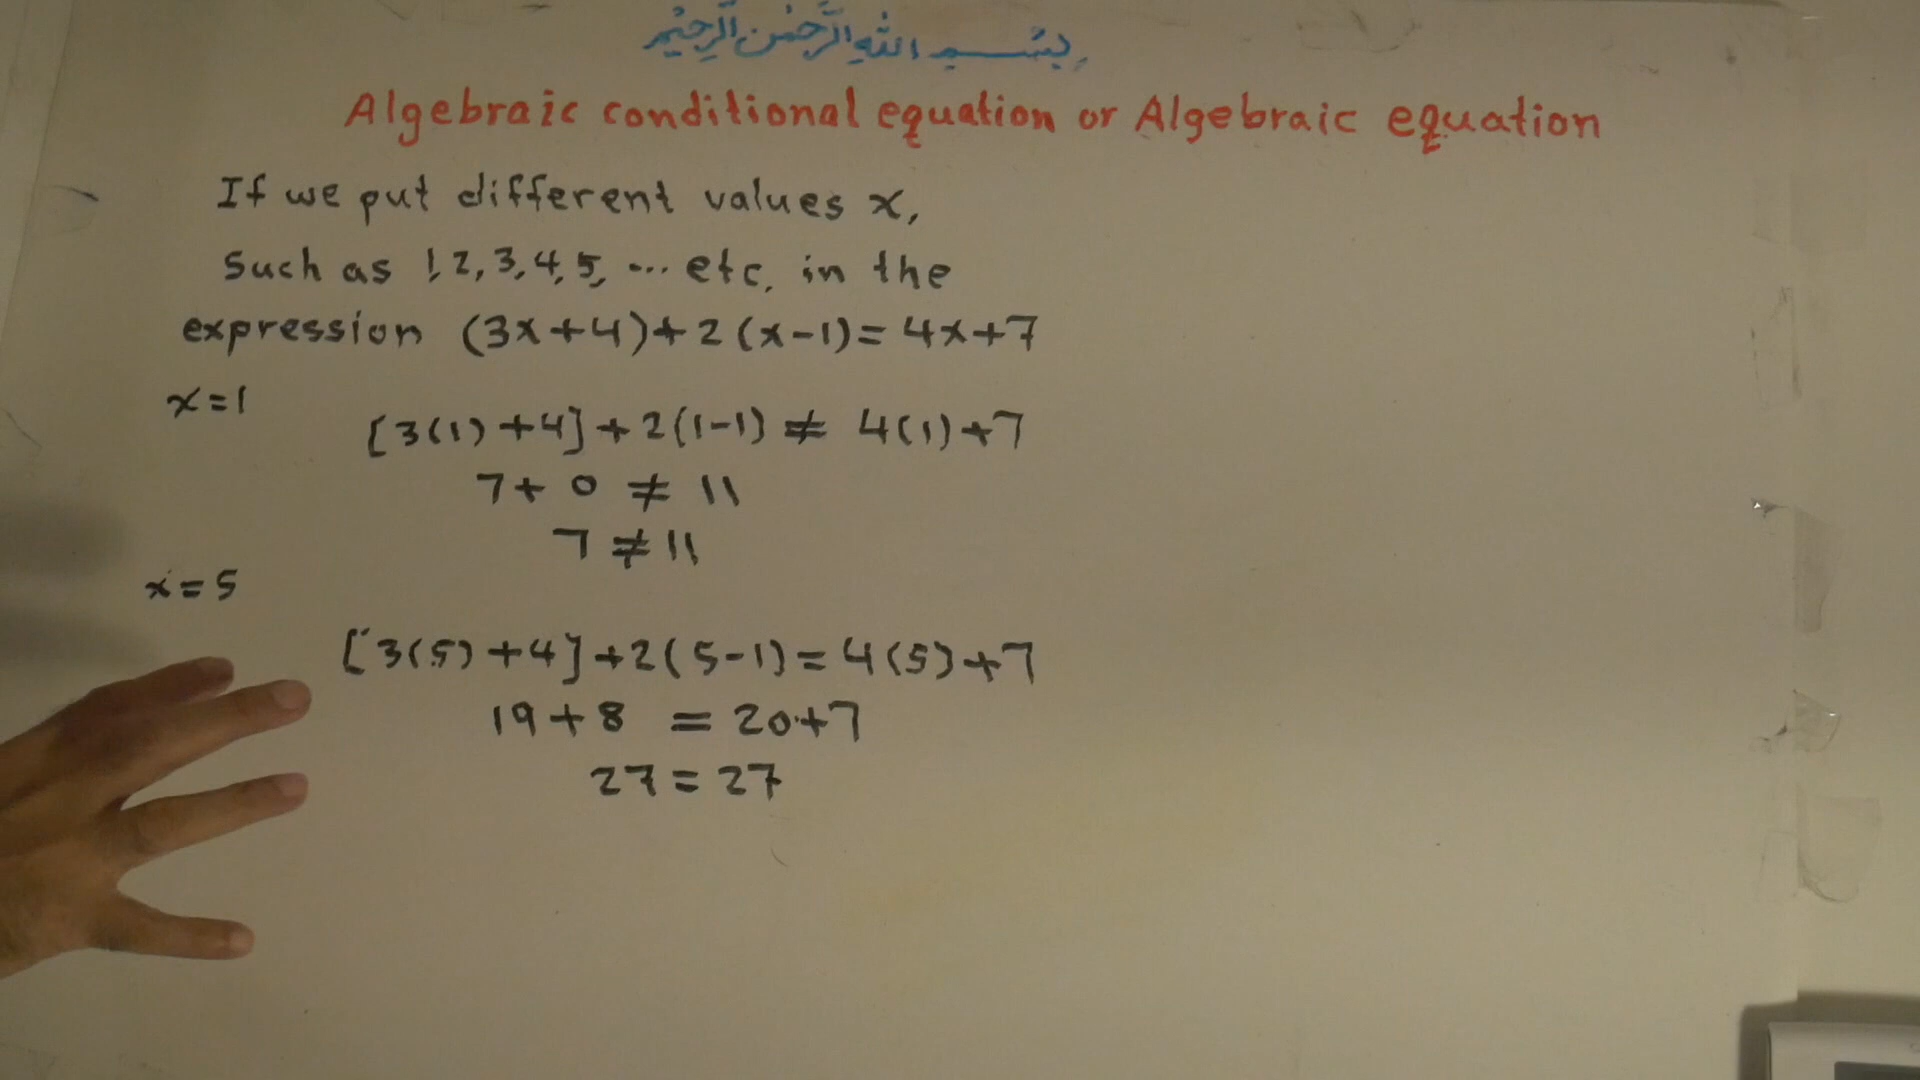 بِسْمِ اللهِ الرَّحْمٰنِ الرَّحِيْمِ
Algebraic conditional equation or Algebraic equation
If we put different values x,
Such as 1,2,3,4,5, ... etc, in the
expression (3x+4)+2(x-1)=4x+7
x=1
[3(1)+4]+2(1-1) ≠ 4(1)+7
7+ 0 ≠ 11
7 ≠ 11
x=5
[3(5)+4]+2(5-1)=4(5)+7
19+8 = 20+7
27=27